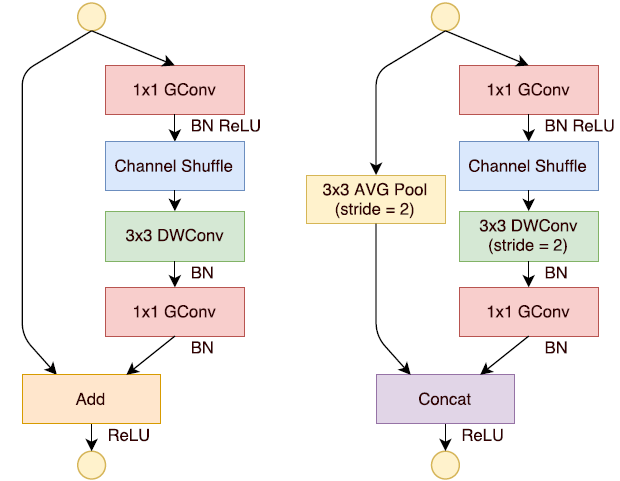 1x1 GConv
BN ReLU
Channel Shuffle
3x3 DWConv
BN
1x1 GConv
BN
Add
ReLU
1x1 GConv
BN ReLU
Channel Shuffle
3x3 AVG Pool
(stride = 2)
3x3 DWConv
(stride = 2)
BN
1x1 GConv
BN
Concat
ReLU